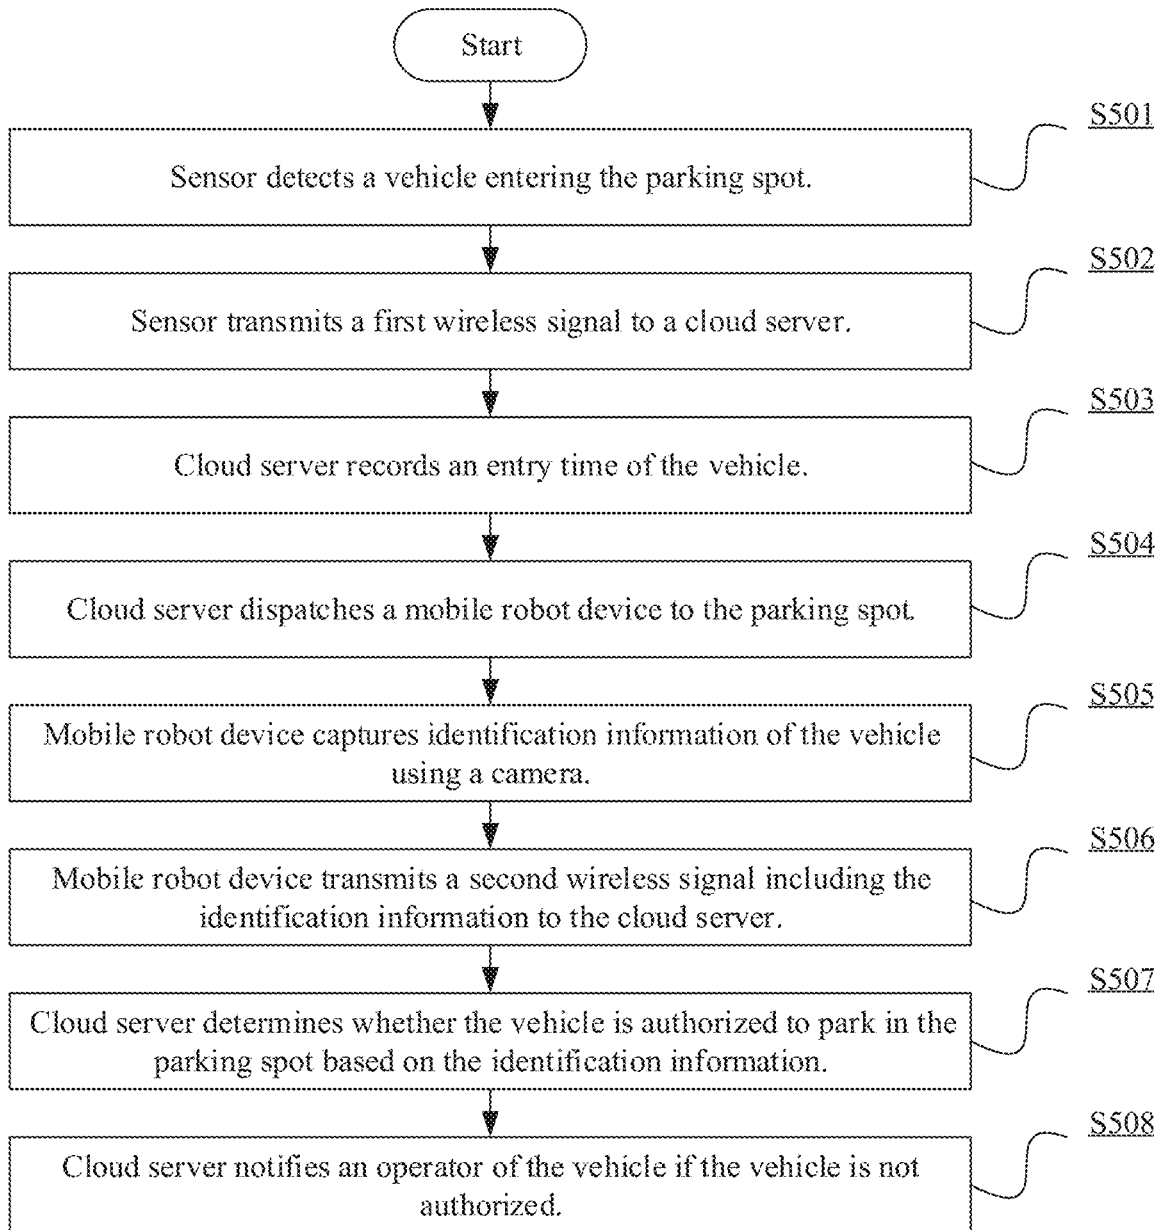 Start
S501
Sensor detects a vehicle entering the parking spot.
S502
Sensor transmits a first wireless signal to a cloud server.
S503
Cloud server records an entry time of the vehicle.
S504
Cloud server dispatches a mobile robot device to the parking spot.
S505
Mobile robot device captures identification information of the vehicle
using a camera.
S506
Mobile robot device transmits a second wireless signal including the
identification information to the cloud server.
S507
Cloud server determines whether the vehicle is authorized to park in the
parking spot based on the identification information.
S508
Cloud server notifies an operator of the vehicle if the vehicle is not
authorized.